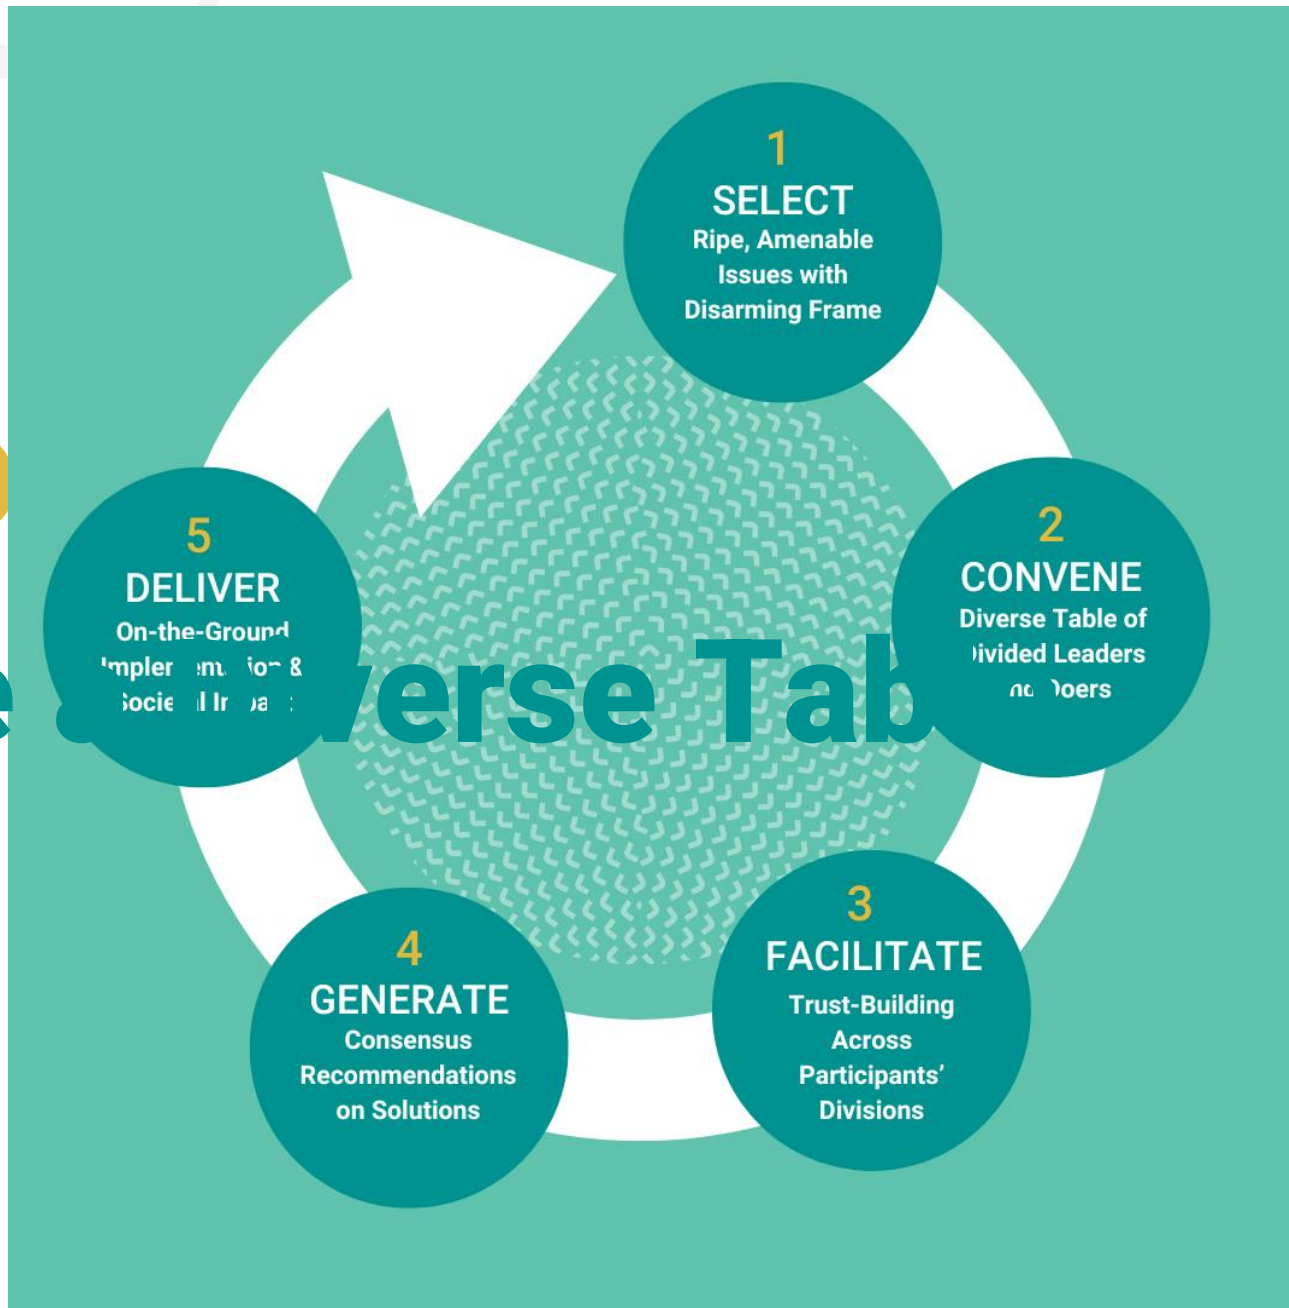 1
SELECT
Ripe, Amenable
Issues with
Disarming Frame
2
CONVENE
Diverse Table of
Leaders
3
FACILITATE
Trust-Building
Across
Participants’
Divisions
4
GENERATE
Consensus
Recommendations
on Solutions
5
DELIVER
On-the-Ground
&